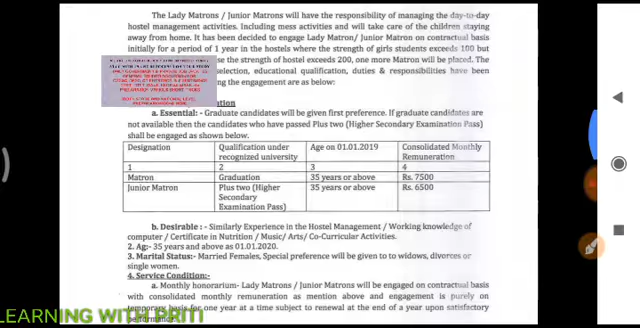 The Lady Matrons / Junior Matrons will have the responsibility of managing the day-to-day
hostel management activities. Including mess activities and will take care of the children staying
away from home. It has been decided to engage Lady Matron/ Junior Matron on contractual basis
initially for a period of 1 year in the hostels where the strength of girls students exceeds 100 but
se the strength of hostel exceeds 200, one more Matron will be placed. The
selection, educational qualification, duties & responsibilities have been
ng the engagement are as below:
ation
a. Essential: - Graduate candidates will be given first preference. If graduate candidates are
not available then the candidates who have passed Plus two (Higher Secondary Examination Pass)
shall be engaged as shown below.
Designation Qualification under recognized university Age on 01.01.2019 Consolidated Monthly Remuneration
1 2 3 4
Matron Graduation 35 years or above Rs. 7500
Junior Matron Plus two (Higher Secondary Examination Pass) 35 years or above Rs. 6500
b. Desirable : - Similarly Experience in the Hostel Management / Working knowledge of
computer / Certificate in Nutrition / Music/ Arts/ Co-Curricular Activities.
2. Ag:- 35 years and above as 01.01.2020.
3. Marital Status:- Married Females, Special preference will be given to to widows, divorces or
single women.
4. Service Condition:-
a. Monthly honorarium- Lady Matrons / Junior Matrons will be engaged on contractual basis
with consolidated monthly remuneration as mention above and engagement is purely on
temporary basis for one year at a time subject to renewal at the end of a year upon satisfactory
performance.
LEARNING WITH PRITI